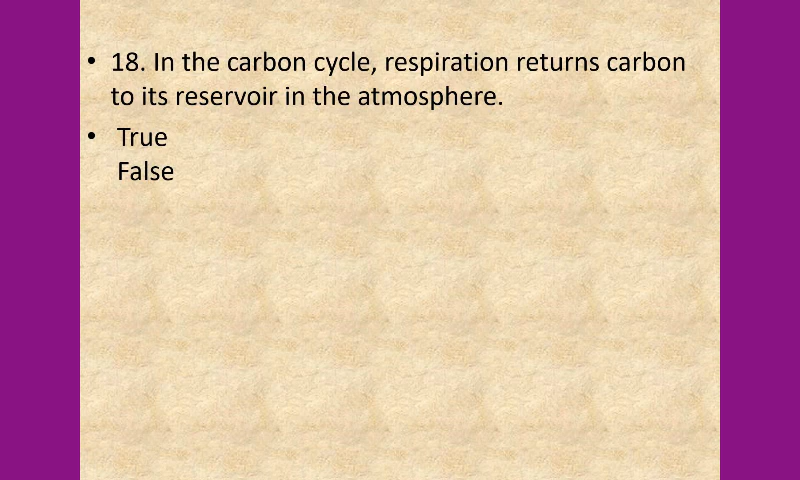 • 18. In the carbon cycle, respiration returns carbon
to its reservoir in the atmosphere.
• True
False